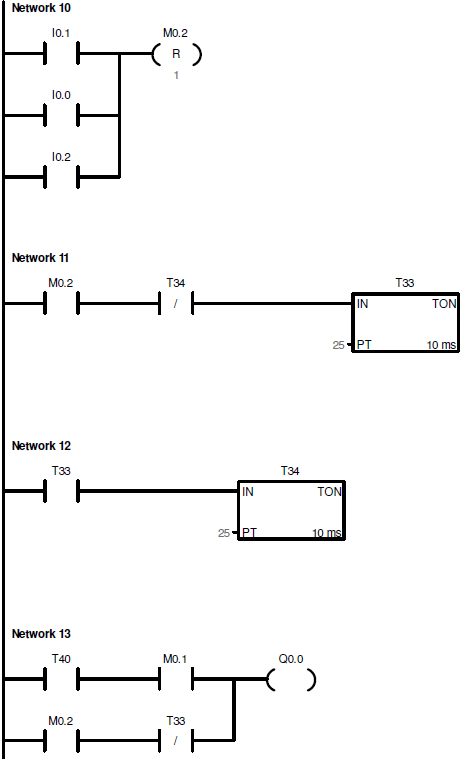 Network 10
I0.1 M0.2
R
1
I0.0
I0.2
Network 11
M0.2 T34 T33
/ IN TON
25 PT 10 ms
Network 12
T33 T34
IN TON
25 PT 10 ms
Network 13
T40 M0.1 Q0.0
M0.2 T33
/